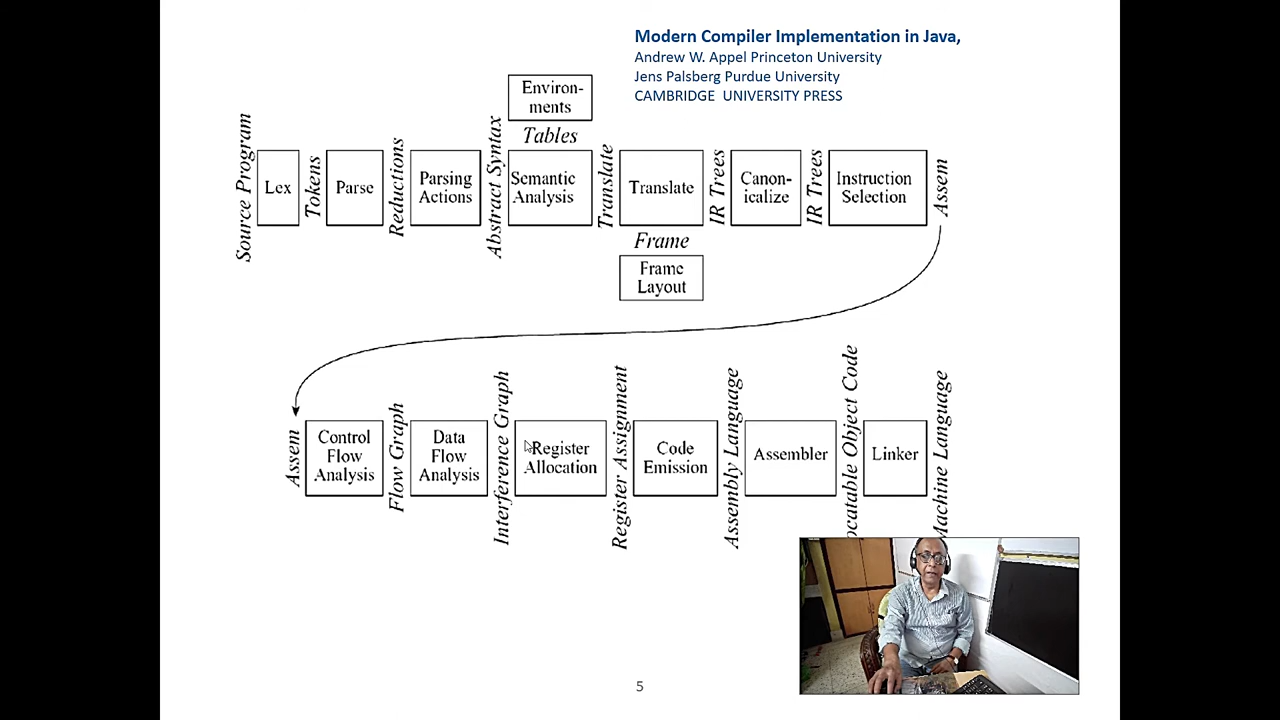 Modern Compiler Implementation in Java,
Andrew W. Appel Princeton University
Jens Palsberg Purdue University
CAMBRIDGE UNIVERSITY PRESS
Environ-
ments
Tables
Source Program
Lex
Tokens
Parse
Reductions
Parsing
Actions
Abstract Syntax
Semantic
Analysis
Translate
Translate
IR Trees
Canon-
icalize
IR Trees
Instruction
Selection
Assem
Frame
Frame
Layout
Assem
Control
Flow
Analysis
Flow Graph
Data
Flow
Analysis
Interference Graph
Register
Allocation
Register Assignment
Code
Emission
Assembly Language
Assembler
ocatable Object Code
Linker
Machine Language
5